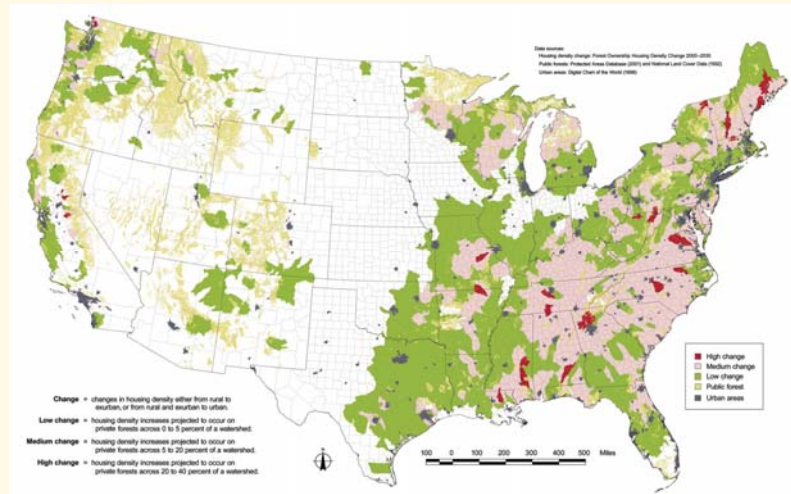 Data sources:
Housing density change: Forest Ownership Housing Density Change 2000–2030
Public forests: Protected Areas Database (2001) and National Land Cover Data (1992)
Urban areas: Digital Chart of the World (1999)
High change
Medium change
Low change
Public forest
Urban areas
Change = changes in housing density either from rural to
exurban, or from rural and exurban to urban.
Low change = housing density increases projected to occur on
private forests across 0 to 5 percent of a watershed.
Medium change = housing density increases projected to occur on
private forests across 5 to 20 percent of a watershed.
High change = housing density increases projected to occur on
private forests across 20 to 40 percent of a watershed.
Miles
100 0 100 200 300 400 500